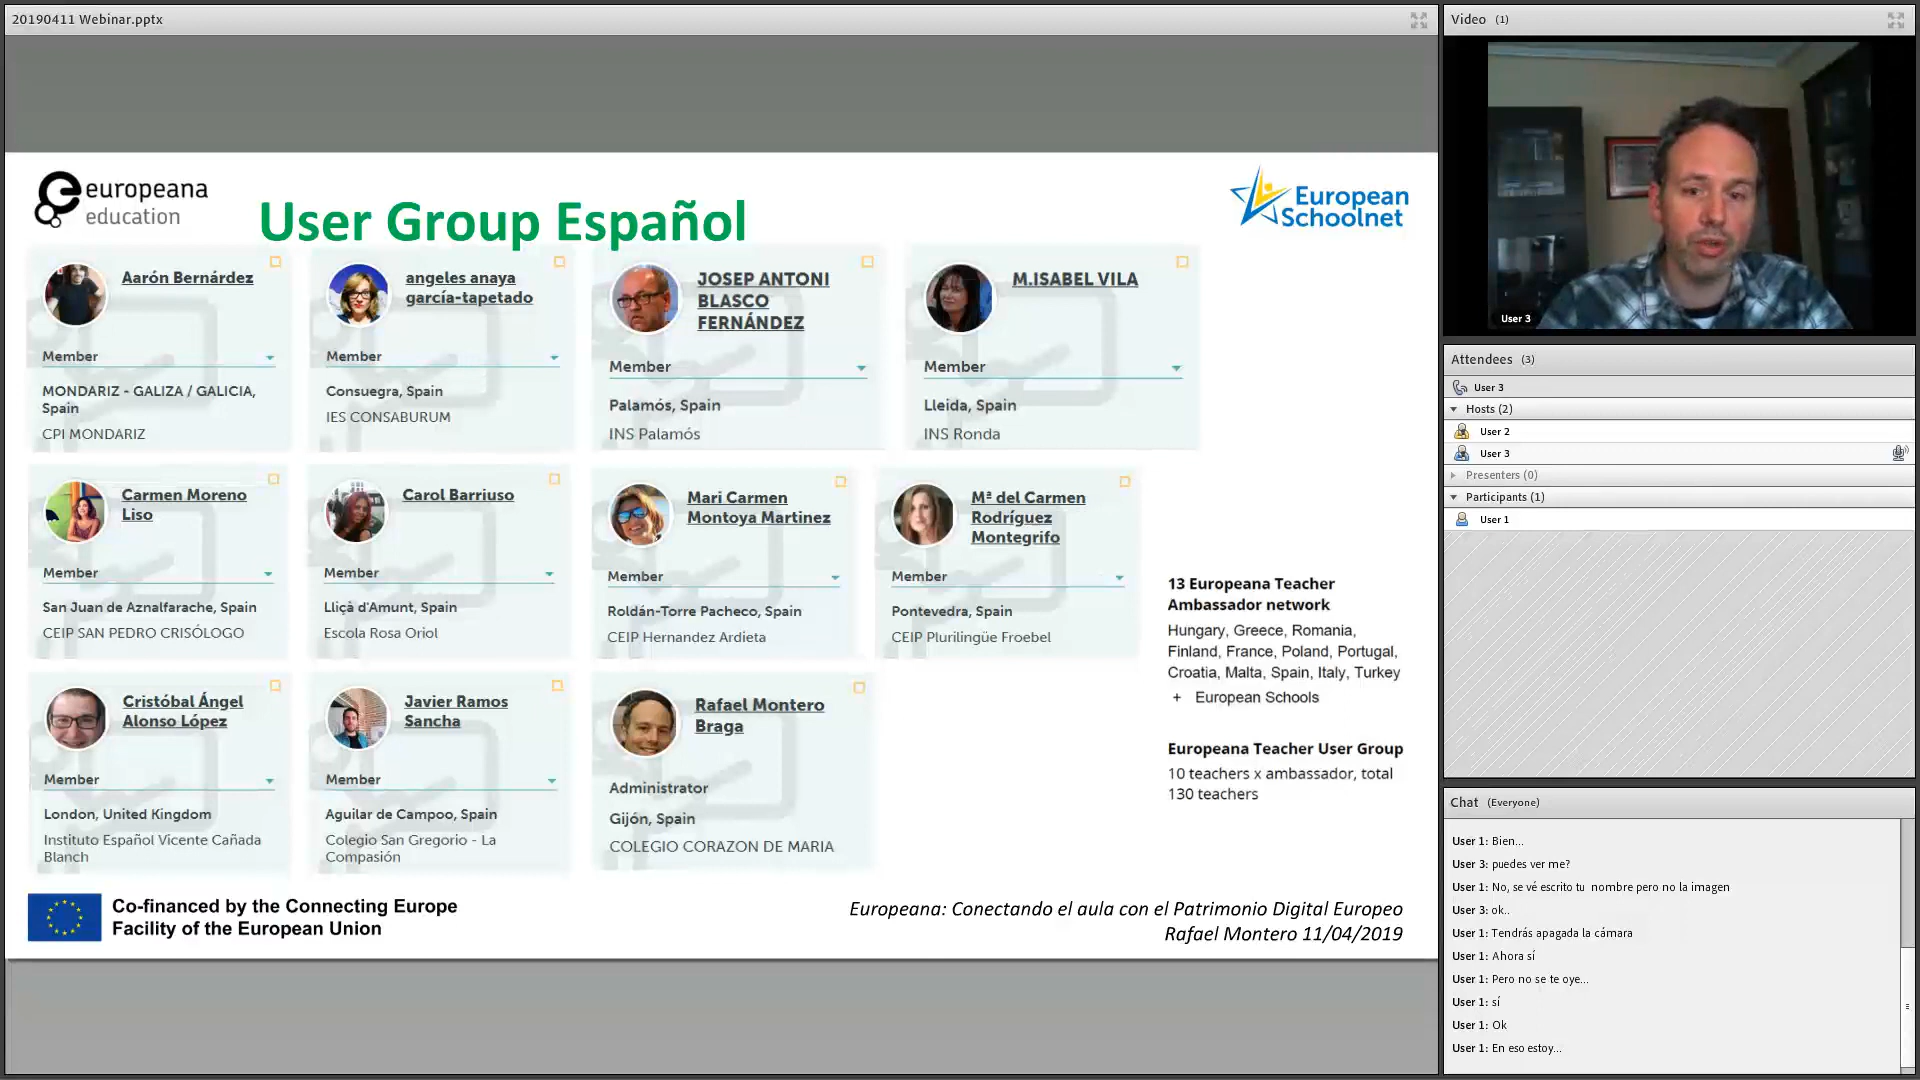 20190411 Webinar.pptx
europeana
education
User Group Español
European
Schoolnet
Aarón Bernárdez
Member
MONDARIZ - GALIZA / GALICIA,
Spain
CPI MONDARIZ
angeles anaya
garcía-tapetado
Member
Consuegra, Spain
IES CONSABURUM
JOSEP ANTONI
BLASCO
FERNÁNDEZ
Member
Palamós, Spain
INS Palamós
M.ISABEL VILA
Member
Lleida, Spain
INS Ronda
Carmen Moreno
Liso
Member
San Juan de Aznalfarache, Spain
CEIP SAN PEDRO CRISÓLOGO
Carol Barriuso
Member
Lliçà d'Amunt, Spain
Escola Rosa Oriol
Mari Carmen
Montoya Martinez
Member
Roldán-Torre Pacheco, Spain
CEIP Hernandez Ardieta
Mª del Carmen
Rodríguez
Montegrifo
Member
Pontevedra, Spain
CEIP Plurilingüe Froebel
Cristóbal Ángel
Alonso López
Member
London, United Kingdom
Instituto Español Vicente Cañada
Blanch
Javier Ramos
Sancha
Member
Aguilar de Campoo, Spain
Colegio San Gregorio - La
Compasión
Rafael Montero
Braga
Administrator
Gijón, Spain
COLEGIO CORAZON DE MARIA
13 Europeana Teacher
Ambassador network
Hungary, Greece, Romania,
Finland, France, Poland, Portugal,
Croatia, Malta, Spain, Italy, Turkey
+ European Schools
Europeana Teacher User Group
10 teachers x ambassador, total
130 teachers
Co-financed by the Connecting Europe
Facility of the European Union
Europeana: Conectando el aula con el Patrimonio Digital Europeo
Rafael Montero 11/04/2019
Video (1)
User 3
Attendees (3)
User 3
Hosts (2)
User 2
User 3
Presenters (0)
Participants (1)
User 1
Chat (Everyone)
User 1: Bien...
User 3: puedes ver me?
User 1: No, se vé escrito tu nombre pero no la imagen
User 3: ok..
User 1: Tendrás apagada la cámara
User 1: Ahora sí
User 1: Pero no se te oye...
User 1: sí
User 1: Ok
User 1: En eso estoy...